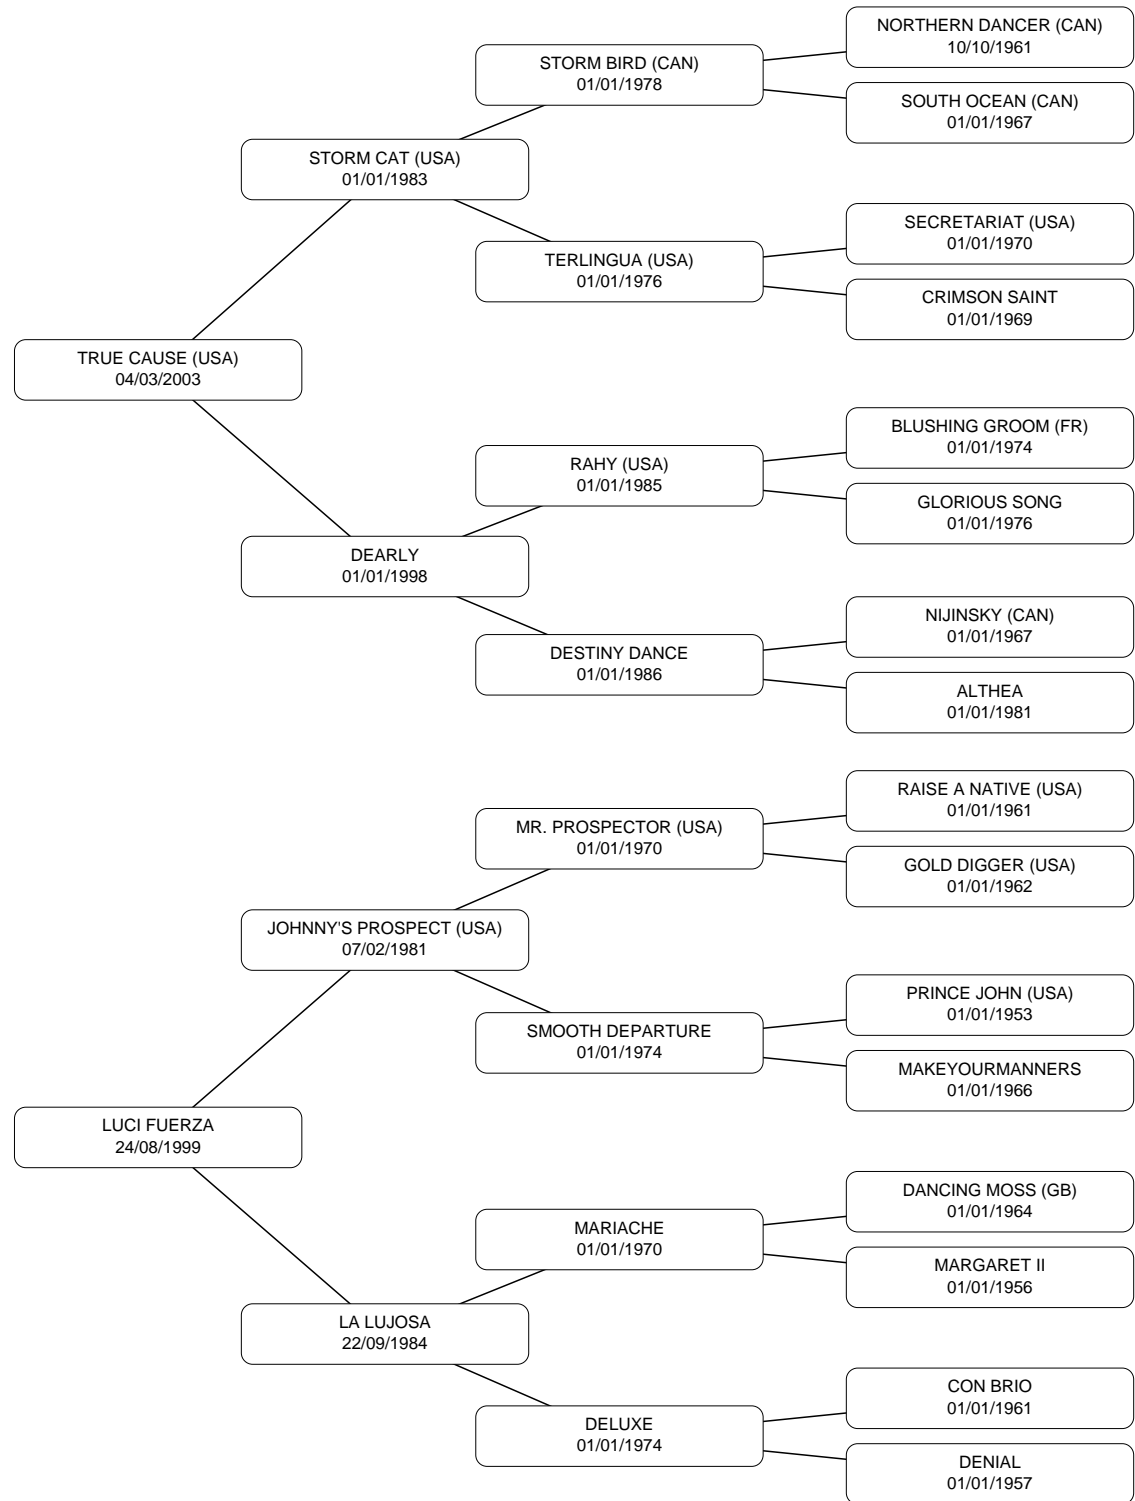 NORTHERN DANCER (CAN)
10/10/1961
STORM BIRD (CAN)
01/01/1978
SOUTH OCEAN (CAN)
01/01/1967
STORM CAT (USA)
01/01/1983
SECRETARIAT (USA)
01/01/1970
TERLINGUA (USA)
01/01/1976
CRIMSON SAINT
01/01/1969
TRUE CAUSE (USA)
04/03/2003
BLUSHING GROOM (FR)
01/01/1974
RAHY (USA)
01/01/1985
GLORIOUS SONG
01/01/1976
DEARLY
01/01/1998
NIJINSKY (CAN)
01/01/1967
DESTINY DANCE
01/01/1986
ALTHEA
01/01/1981
RAISE A NATIVE (USA)
01/01/1961
MR. PROSPECTOR (USA)
01/01/1970
GOLD DIGGER (USA)
01/01/1962
JOHNNY'S PROSPECT (USA)
07/02/1981
PRINCE JOHN (USA)
01/01/1953
SMOOTH DEPARTURE
01/01/1974
MAKEYOURMANNERS
01/01/1966
LUCI FUERZA
24/08/1999
DANCING MOSS (GB)
01/01/1964
MARIACHE
01/01/1970
MARGARET II
01/01/1956
LA LUJOSA
22/09/1984
CON BRIO
01/01/1961
DELUXE
01/01/1974
DENIAL
01/01/1957